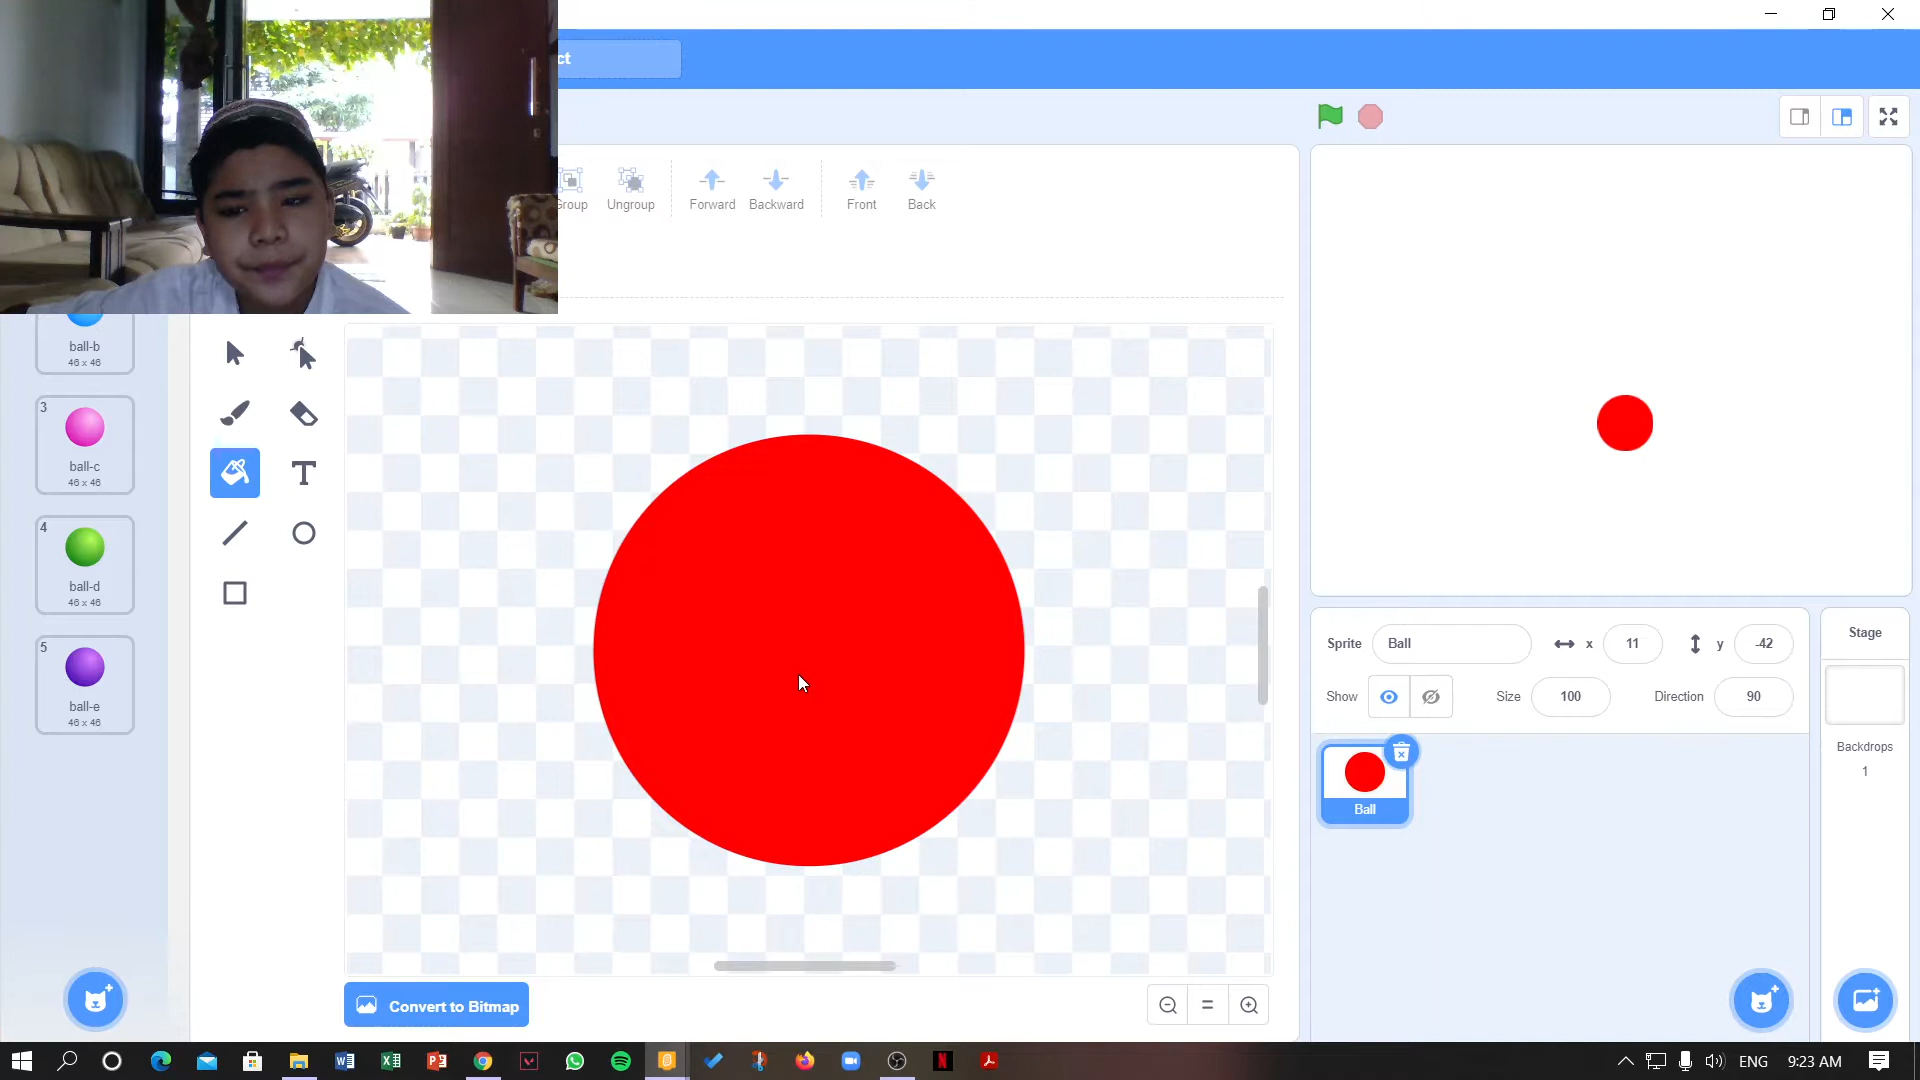 ct
Group Ungroup Forward Backward Front Back
ball-b
46 x 46
3
ball-c
46 x 46
4
ball-d
46 x 46
5
ball-e
46 x 46
T
Convert to Bitmap
Sprite Ball x 11 y -42
Show Size 100 Direction 90
Ball
Stage
Backdrops
1
ENG 9:23 AM